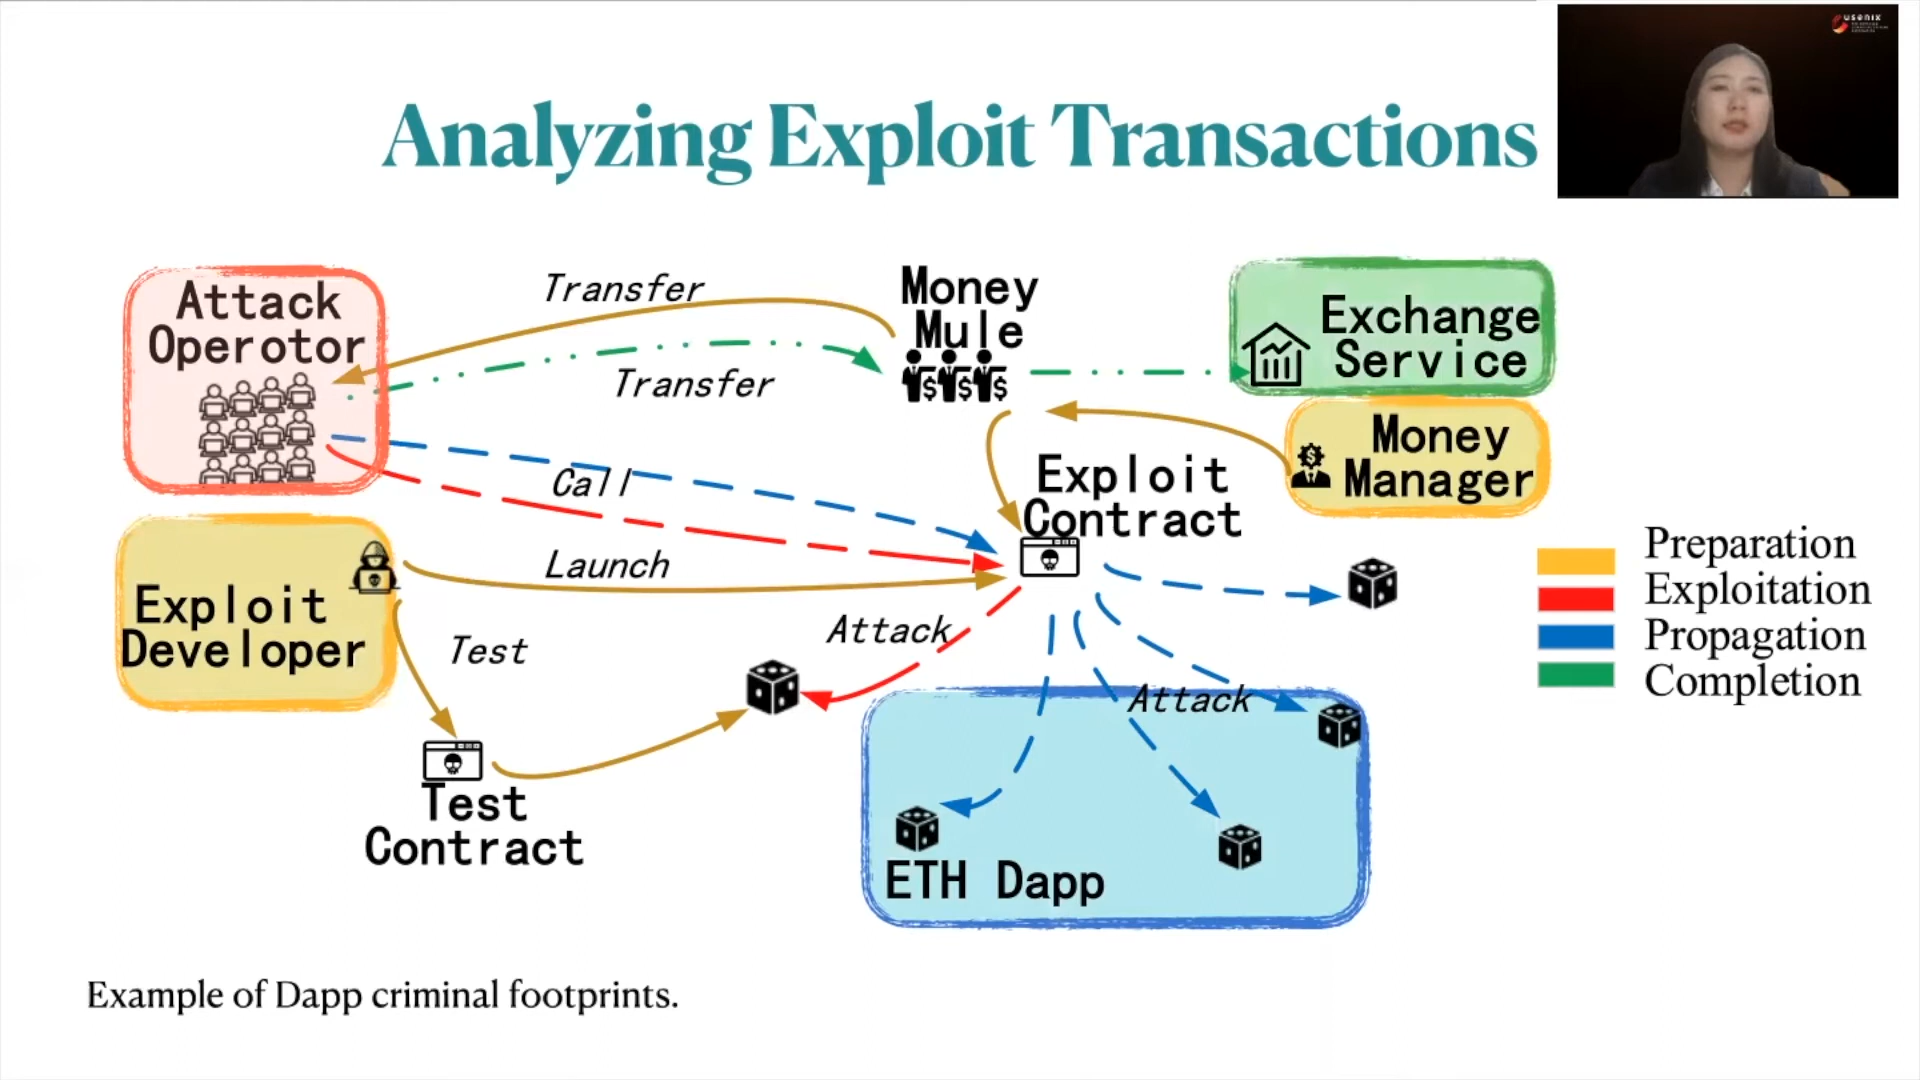 usenix
Analyzing Exploit Transactions
Attack
Operotor
Transfer
Transfer
Money
Mule
Exchange
Service
Money
Manager
Call
Exploit
Contract
Launch
Exploit
Developer
Test
Attack
Attack
Test
Contract
ETH Dapp
Preparation
Exploitation
Propagation
Completion
Example of Dapp criminal footprints.